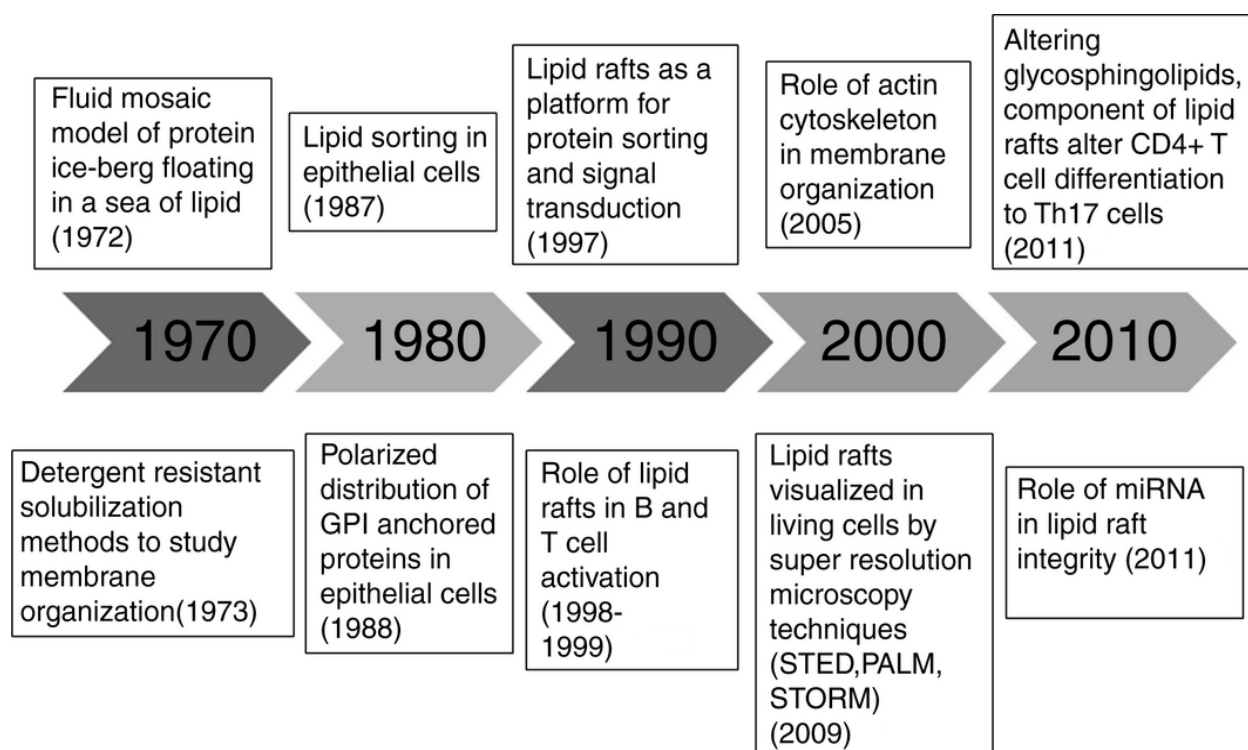 Fluid mosaic
model of protein
ice-berg floating
in a sea of lipid
(1972)
Lipid sorting in
epithelial cells
(1987)
Lipid rafts as a
platform for
protein sorting
and signal
transduction
(1997)
Role of actin
cytoskeleton
in membrane
organization
(2005)
Altering
glycosphingolipids,
component of lipid
rafts alter CD4+ T
cell differentiation
to Th17 cells
(2011)
1970
1980
1990
2000
2010
Detergent resistant
solubilization
methods to study
membrane
organization(1973)
Polarized
distribution of
GPI anchored
proteins in
epithelial cells
(1988)
Role of lipid
rafts in B and
T cell
activation
(1998-
1999)
Lipid rafts
visualized in
living cells by
super resolution
microscopy
techniques
(STED,PALM,
STORM)
(2009)
Role of miRNA
in lipid raft
integrity (2011)